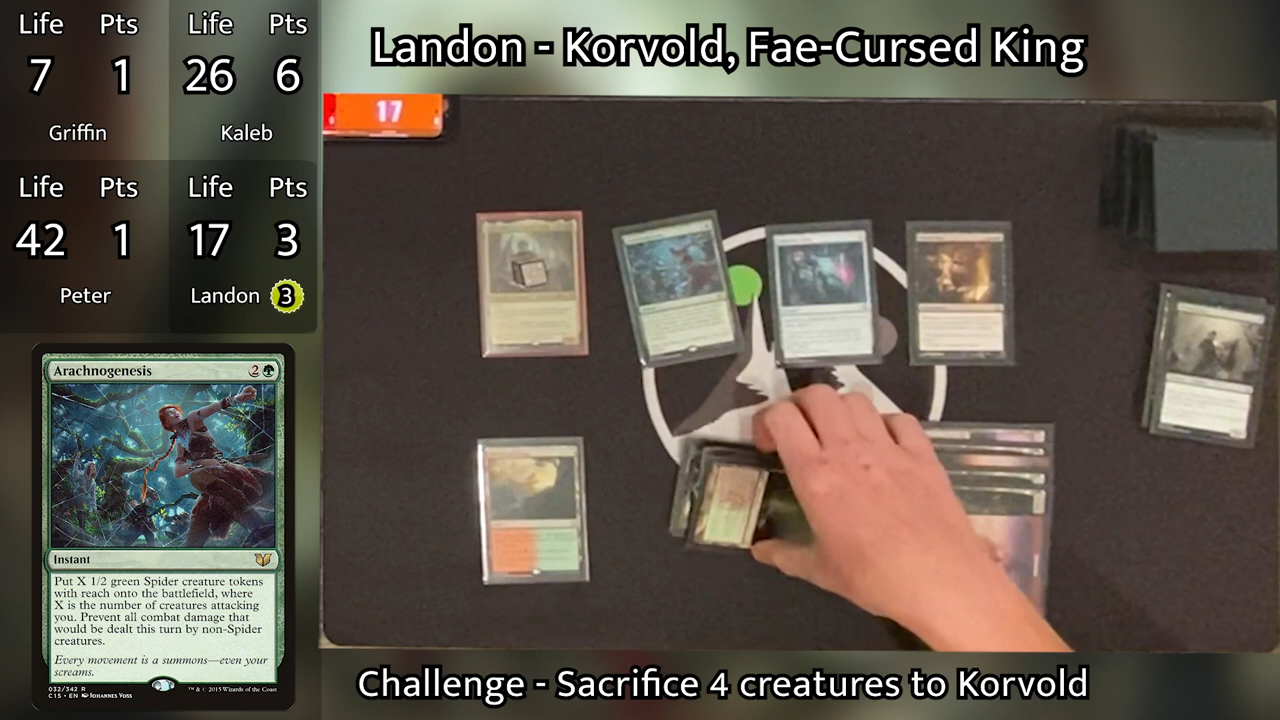 Life Pts Life Pts
7 1 26 6
Griffin Kaleb
Life Pts Life Pts
42 1 17 3
Peter Landon 3
Landon - Korvold, Fae-Cursed King
17
Arachnogenesis 2
Instant
Put X 1/2 green Spider creature tokens
with reach onto the battlefield, where
X is the number of creatures attacking
you. Prevent all combat damage that
would be dealt this turn by non-Spider
creatures.
Every movement is a summons—even your
screams.
032/342 R
C15 • EN Johannes Voss
™ & © 2015 Wizards of the Coast
Challenge - Sacrifice 4 creatures to Korvold